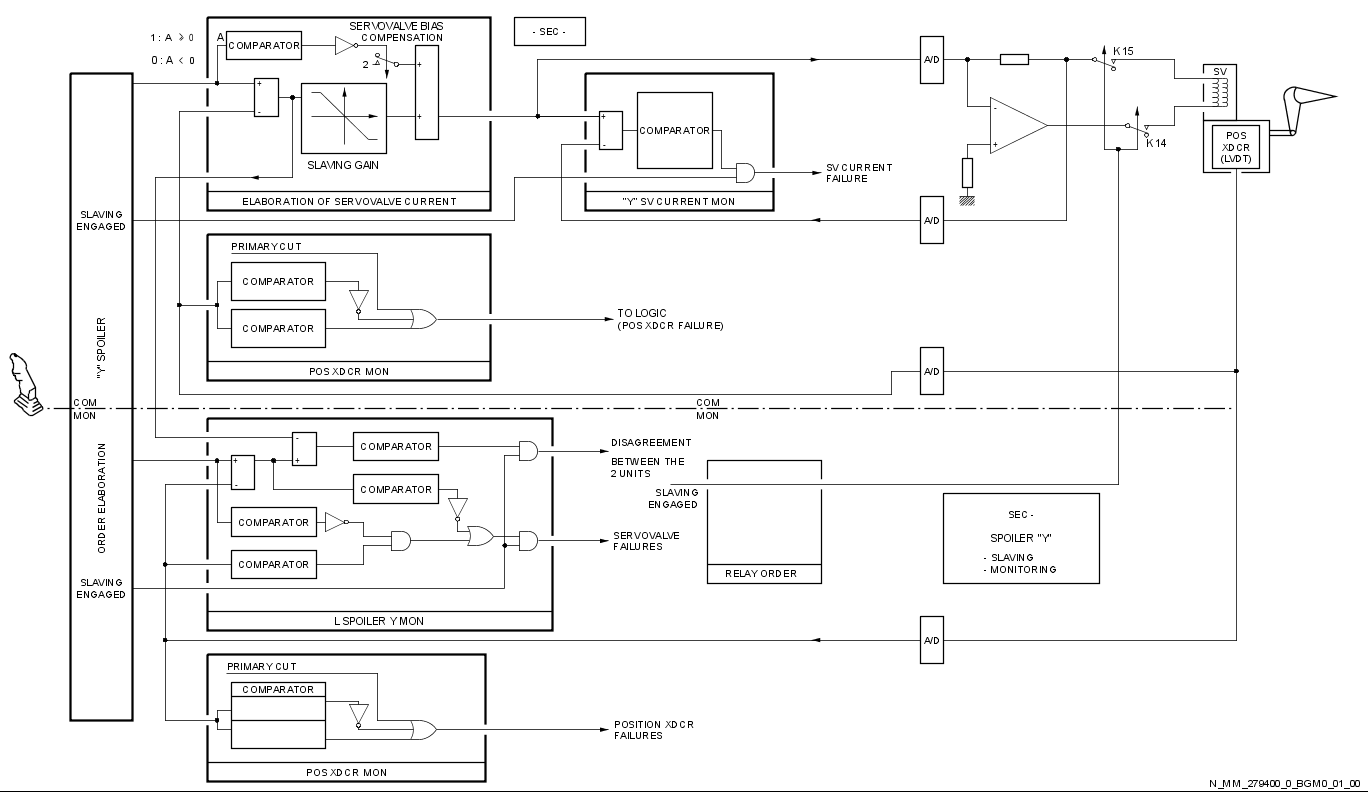 1 : A ⩾ 0
0 : A < 0
A
COMPARATOR
SERVOVALVE BIAS
COMPENSATION
2
+
+
+
-
SLAVING GAIN
ELABORATION OF SERVOVALVE CURRENT
- SEC -
+
-
COMPARATOR
"Y" SV CURRENT MON
SV CURRENT
FAILURE
A/D
-
+
K15
K14
SV
POS
XDCR
(LVDT)
A/D
SLAVING
ENGAGED
"Y" SPOILER
PRIMARY CUT
COMPARATOR
COMPARATOR
POS XDCR MON
TO LOGIC
(POS XDCR FAILURE)
A/D
COM
MON
COM
MON
ORDER ELABORATION
-
+
+
-
COMPARATOR
COMPARATOR
COMPARATOR
COMPARATOR
DISAGREEMENT
BETWEEN THE
2 UNITS
SLAVING
ENGAGED
SERVOVALVE
FAILURES
RELAY ORDER
SEC -
SPOILER "Y"
- SLAVING
- MONITORING
SLAVING
ENGAGED
L SPOILER Y MON
A/D
PRIMARY CUT
COMPARATOR
POS XDCR MON
POSITION XDCR
FAILURES
N_MM_279400_0_BGM0_01_00